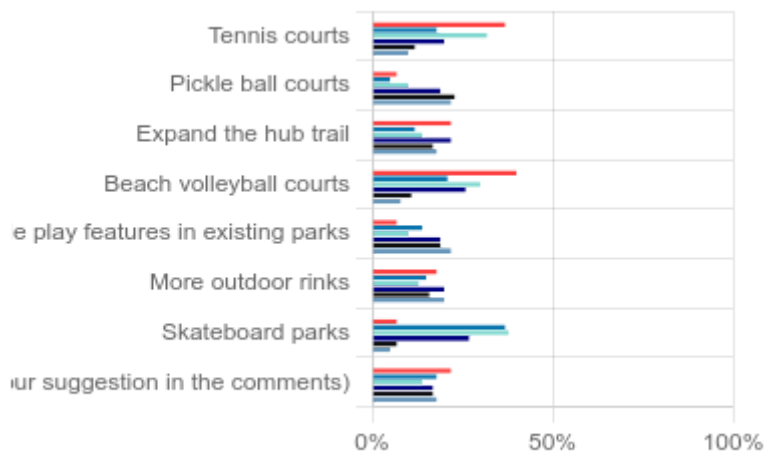 Tennis courts
Pickle ball courts
Expand the hub trail
Beach volleyball courts
play features in existing parks
More outdoor rinks
Skateboard parks
suggestion in the comments)
0% 50% 100%